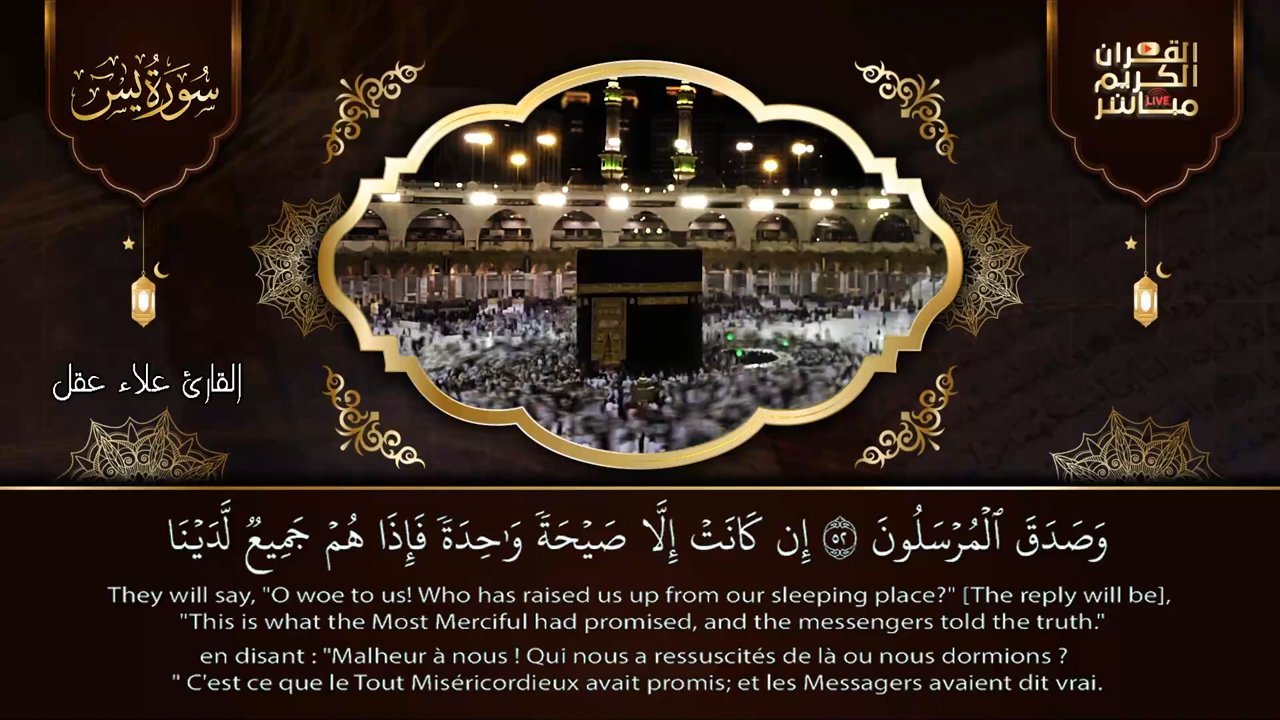 سُورَةُ يسٓ
القرآن
الكريم
مباشر
LIVE
القارئ علاء عقل
وَصَدَقَ ٱلْمُرْسَلُونَ ۝٥٢ إِن كَانَتْ إِلَّا صَيْحَةً وَٰحِدَةً فَإِذَا هُمْ جَمِيعٌ لَّدَيْنَا
They will say, "O woe to us! Who has raised us up from our sleeping place?" [The reply will be],
"This is what the Most Merciful had promised, and the messengers told the truth."
en disant : "Malheur à nous ! Qui nous a ressuscités de là ou nous dormions ?
" C'est ce que le Tout Miséricordieux avait promis; et les Messagers avaient dit vrai.